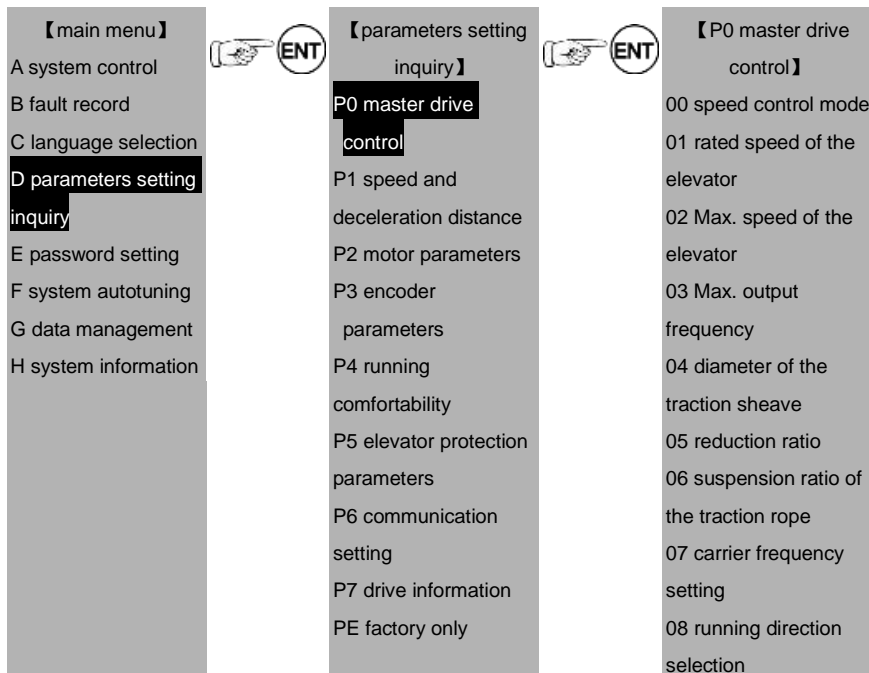 【main menu】
A system control
B fault record
C language selection
D parameters setting
inquiry
E password setting
F system autotuning
G data management
H system information
ENT
【parameters setting
inquiry】
P0 master drive
control
P1 speed and
deceleration distance
P2 motor parameters
P3 encoder
parameters
P4 running
comfortability
P5 elevator protection
parameters
P6 communication
setting
P7 drive information
PE factory only
ENT
【P0 master drive
control】
00 speed control mode
01 rated speed of the
elevator
02 Max. speed of the
elevator
03 Max. output
frequency
04 diameter of the
traction sheave
05 reduction ratio
06 suspension ratio of
the traction rope
07 carrier frequency
setting
08 running direction
selection